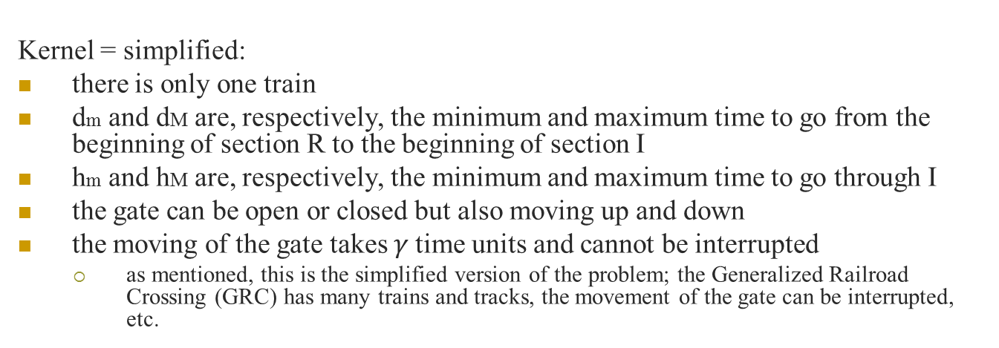 Kernel = simplified:
■ there is only one train
■ dm and dM are, respectively, the minimum and maximum time to go from the
beginning of section R to the beginning of section I
■ hm and hM are, respectively, the minimum and maximum time to go through I
■ the gate can be open or closed but also moving up and down
■ the moving of the gate takes γ time units and cannot be interrupted
○ as mentioned, this is the simplified version of the problem; the Generalized Railroad
Crossing (GRC) has many trains and tracks, the movement of the gate can be interrupted,
etc.